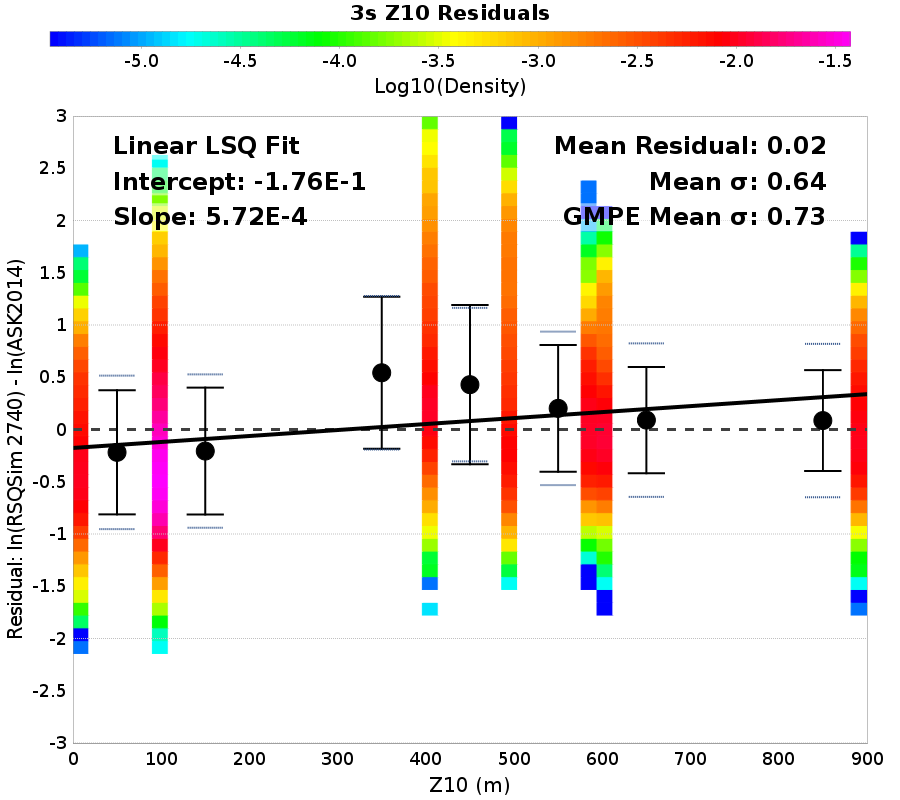 3s Z10 Residuals
-5.0 -4.5 -4.0 -3.5 -3.0 -2.5 -2.0 -1.5
Log10(Density)
Linear LSQ Fit
Intercept: -1.76E-1
Slope: 5.72E-4
Mean Residual: 0.02
Mean σ: 0.64
GMPE Mean σ: 0.73
Residual: ln(RSQSim 2740) - ln(ASK2014)
3
2.5
2
1.5
1
0.5
0
-0.5
-1
-1.5
-2
-2.5
-3
0 100 200 300 400 500 600 700 800 900
Z10 (m)